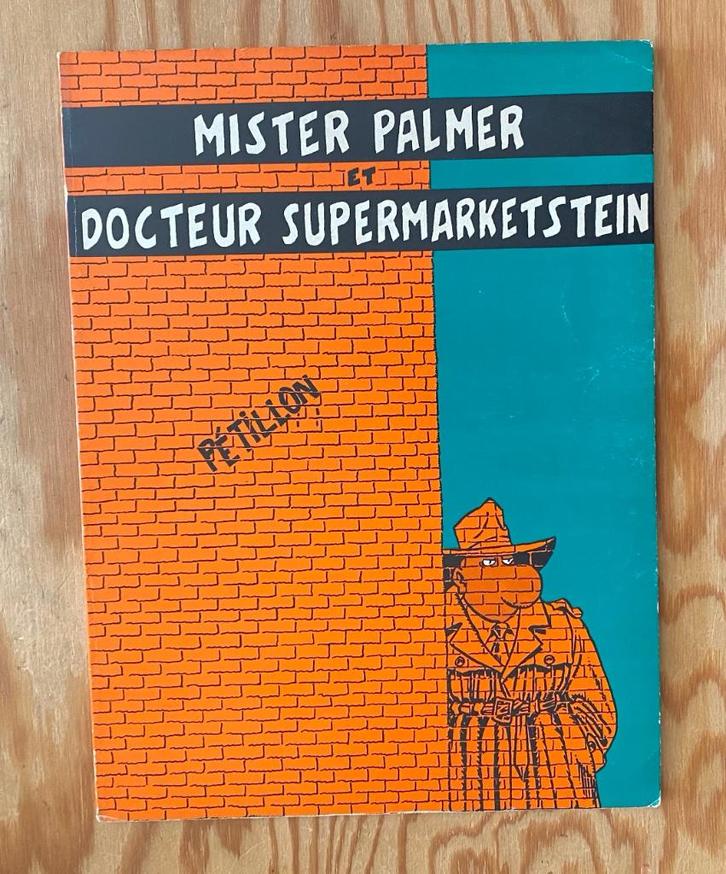 MISTER PALMER
ET
DOCTEUR SUPERMARKETSTEIN
PÉTILLON